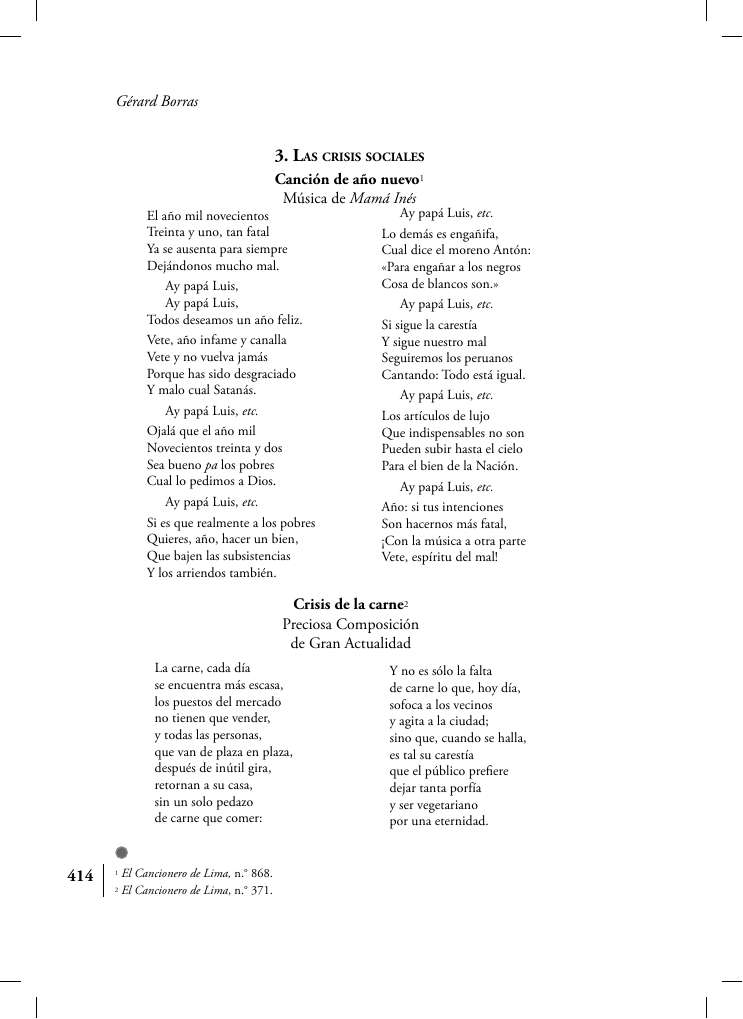 Gérard Borras
3. Las crisis sociales
Canción de año nuevo1
Música de Mamá Inés
El año mil novecientos
Treinta y uno, tan fatal
Ya se ausenta para siempre
Dejándonos mucho mal.
Ay papá Luis,
Ay papá Luis,
Todos deseamos un año feliz.
Vete, año infame y canalla
Vete y no vuelva jamás
Porque has sido desgraciado
Y malo cual Satanás.
Ay papá Luis, etc.
Ojalá que el año mil
Novecientos treinta y dos
Sea bueno pa los pobres
Cual lo pedimos a Dios.
Ay papá Luis, etc.
Si es que realmente a los pobres
Quieres, año, hacer un bien,
Que bajen las subsistencias
Y los arriendos también.
Ay papá Luis, etc.
Lo demás es engañifa,
Cual dice el moreno Antón:
«Para engañar a los negros
Cosa de blancos son.»
Ay papá Luis, etc.
Si sigue la carestía
Y sigue nuestro mal
Seguiremos los peruanos
Cantando: Todo está igual.
Ay papá Luis, etc.
Los artículos de lujo
Que indispensables no son
Pueden subir hasta el cielo
Para el bien de la Nación.
Ay papá Luis, etc.
Año: si tus intenciones
Son hacernos más fatal,
¡Con la música a otra parte
Vete, espíritu del mal!
Crisis de la carne2
Preciosa Composición
de Gran Actualidad
La carne, cada día
se encuentra más escasa,
los puestos del mercado
no tienen que vender,
y todas las personas,
que van de plaza en plaza,
después de inútil gira,
retornan a su casa,
sin un solo pedazo
de carne que comer:
Y no es sólo la falta
de carne lo que, hoy día,
sofoca a los vecinos
y agita a la ciudad;
sino que, cuando se halla,
es tal su carestía
que el público prefiere
dejar tanta porfía
y ser vegetariano
por una eternidad.
414
1 El Cancionero de Lima, n.° 868.
2 El Cancionero de Lima, n.° 371.